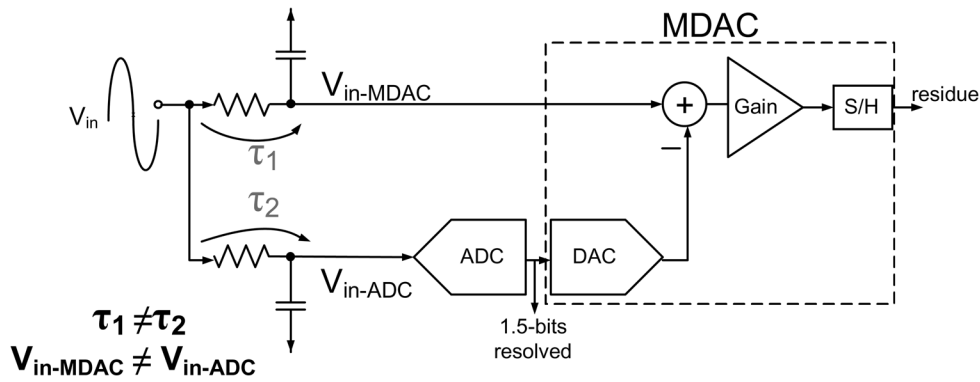 MDAC
V_in-MDAC
V_in
+
Gain
S/H
residue
τ_1
−
τ_2
ADC
DAC
V_in-ADC
1.5-bits
resolved
τ_1 ≠ τ_2
V_in-MDAC ≠ V_in-ADC